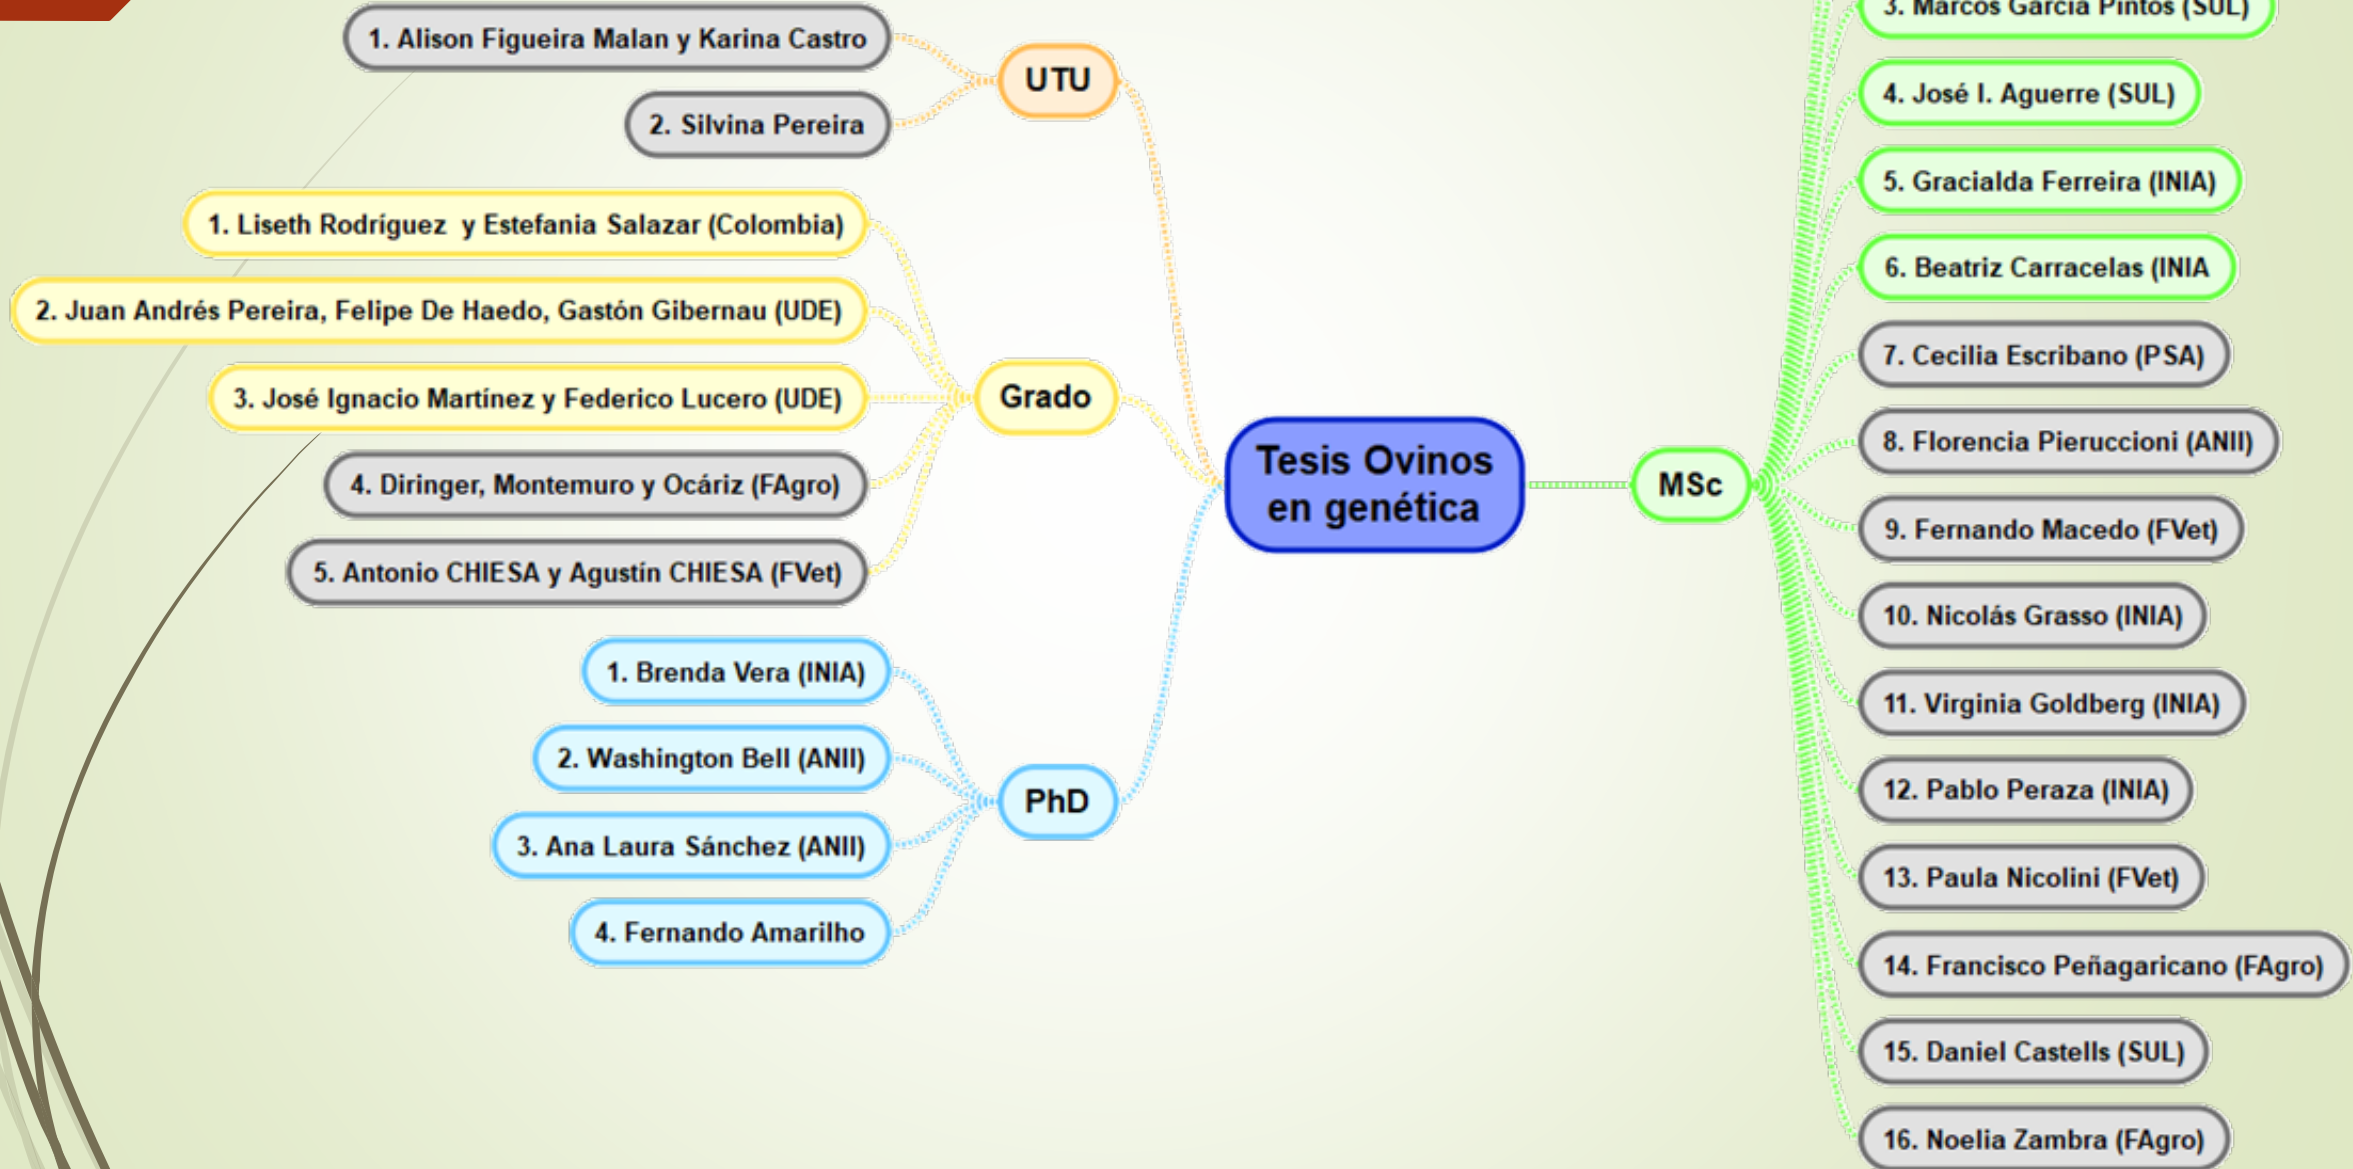 1. Alison Figueira Malan y Karina Castro
2. Silvina Pereira
UTU
1. Liseth Rodríguez y Estefania Salazar (Colombia)
2. Juan Andrés Pereira, Felipe De Haedo, Gastón Gibernau (UDE)
3. José Ignacio Martínez y Federico Lucero (UDE)
4. Diringer, Montemuro y Ocáriz (FAgro)
5. Antonio CHIESA y Agustín CHIESA (FVet)
Grado
1. Brenda Vera (INIA)
2. Washington Bell (ANII)
3. Ana Laura Sánchez (ANII)
4. Fernando Amarilho
PhD
Tesis Ovinos
en genética
MSc
3. Marcos García Pintos (SUL)
4. José I. Aguerre (SUL)
5. Gracialda Ferreira (INIA)
6. Beatriz Carracelas (INIA
7. Cecilia Escribano (PSA)
8. Florencia Pieruccioni (ANII)
9. Fernando Macedo (FVet)
10. Nicolás Grasso (INIA)
11. Virginia Goldberg (INIA)
12. Pablo Peraza (INIA)
13. Paula Nicolini (FVet)
14. Francisco Peñagaricano (FAgro)
15. Daniel Castells (SUL)
16. Noelia Zambra (FAgro)